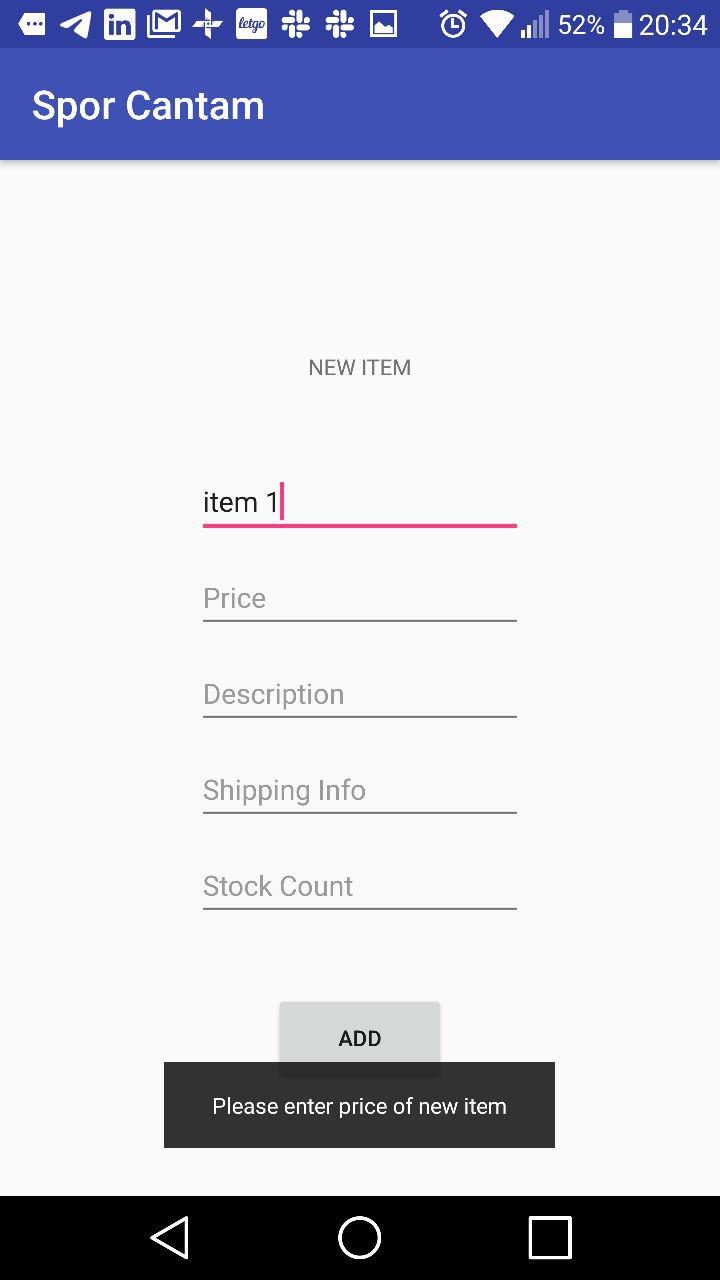 letgo 52% 20:34
Spor Cantam
NEW ITEM
item 1
Price
Description
Shipping Info
Stock Count
ADD
Please enter price of new item